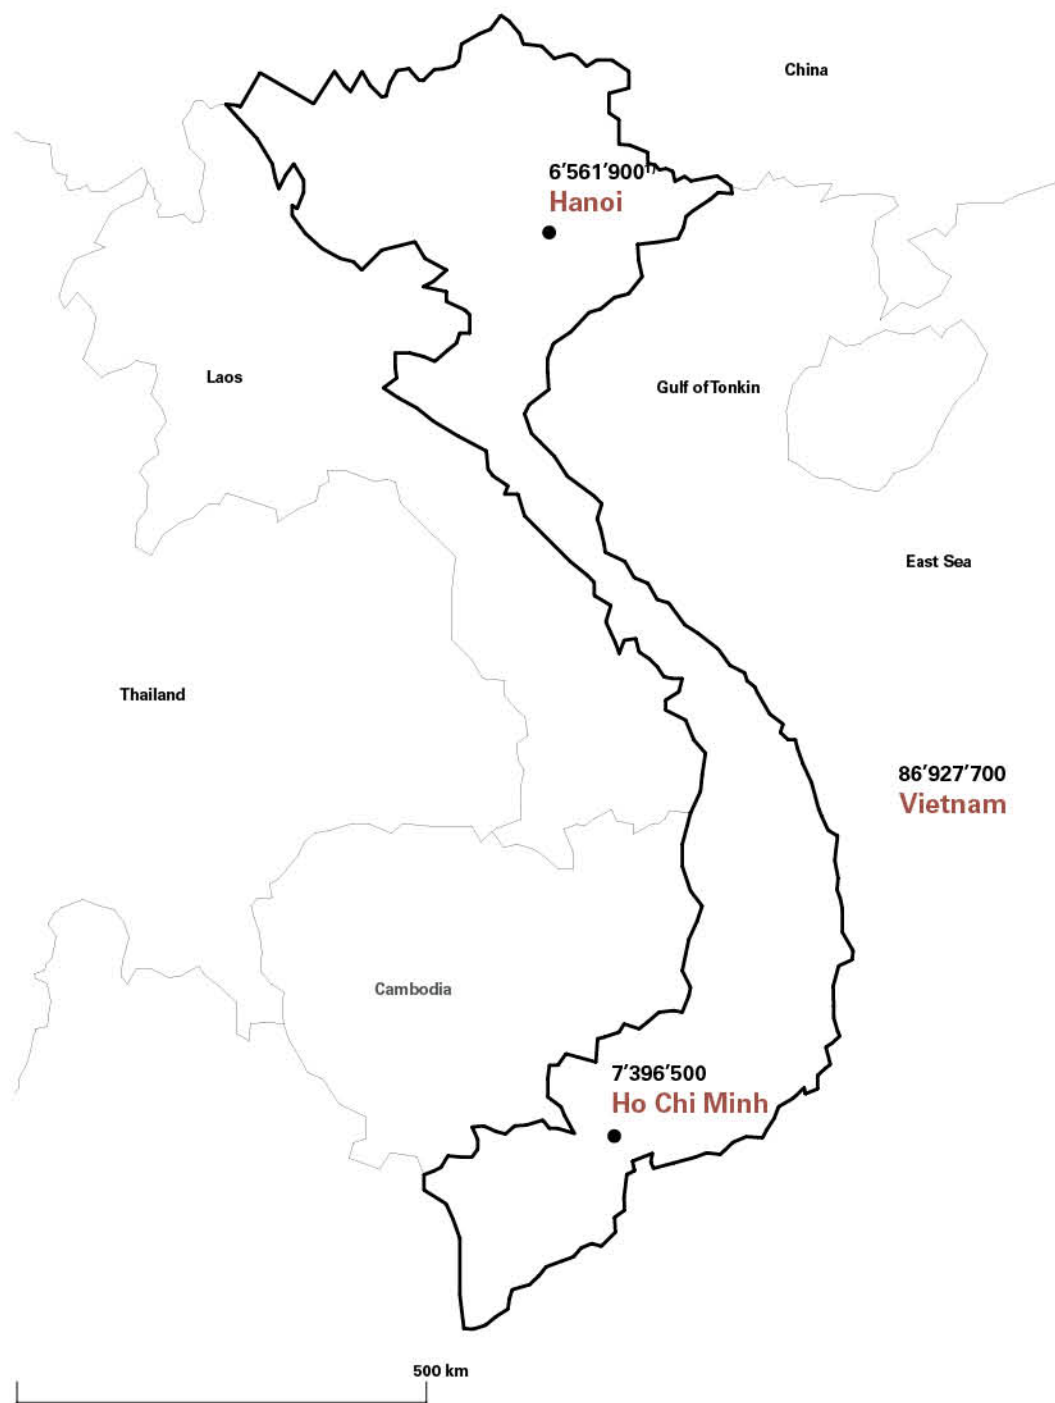 China
6′561′900¹⁾
Hanoi
Laos
Gulf of Tonkin
East Sea
Thailand
86′927′700
Vietnam
Cambodia
7′396′500
Ho Chi Minh
500 km